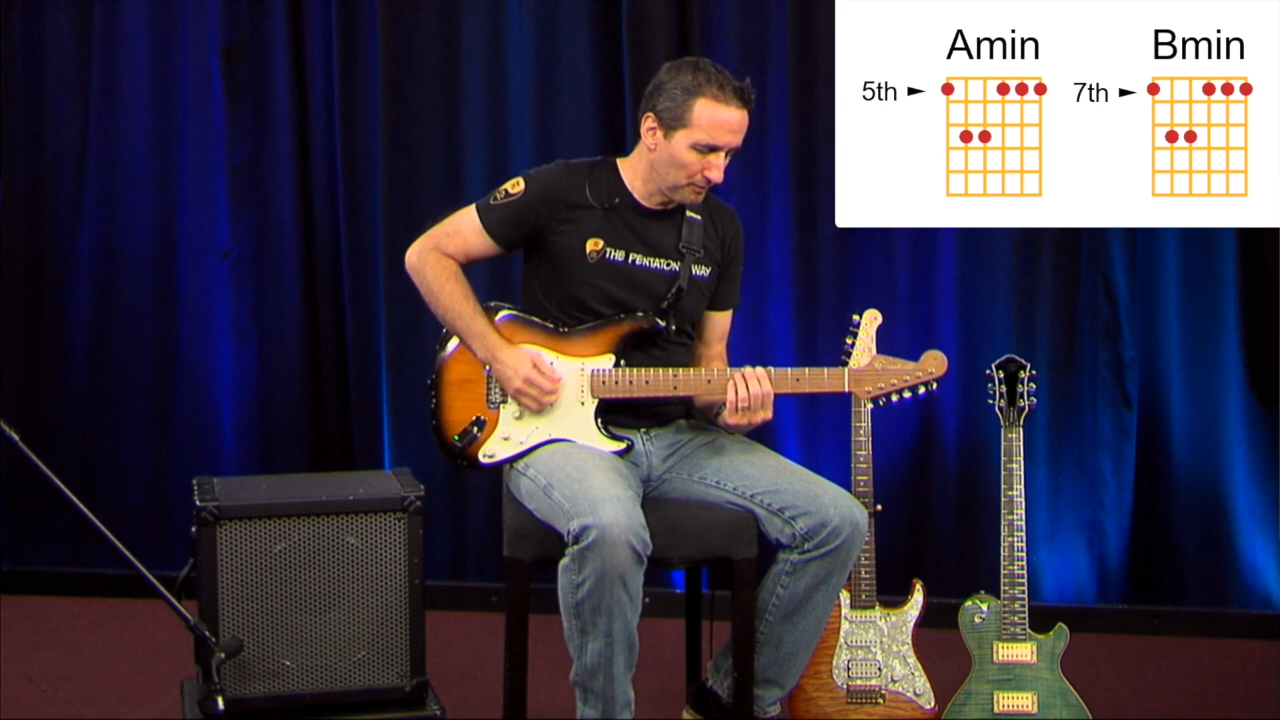 Amin
Bmin
5th ►
7th ►
THE PENTATONIC WAY